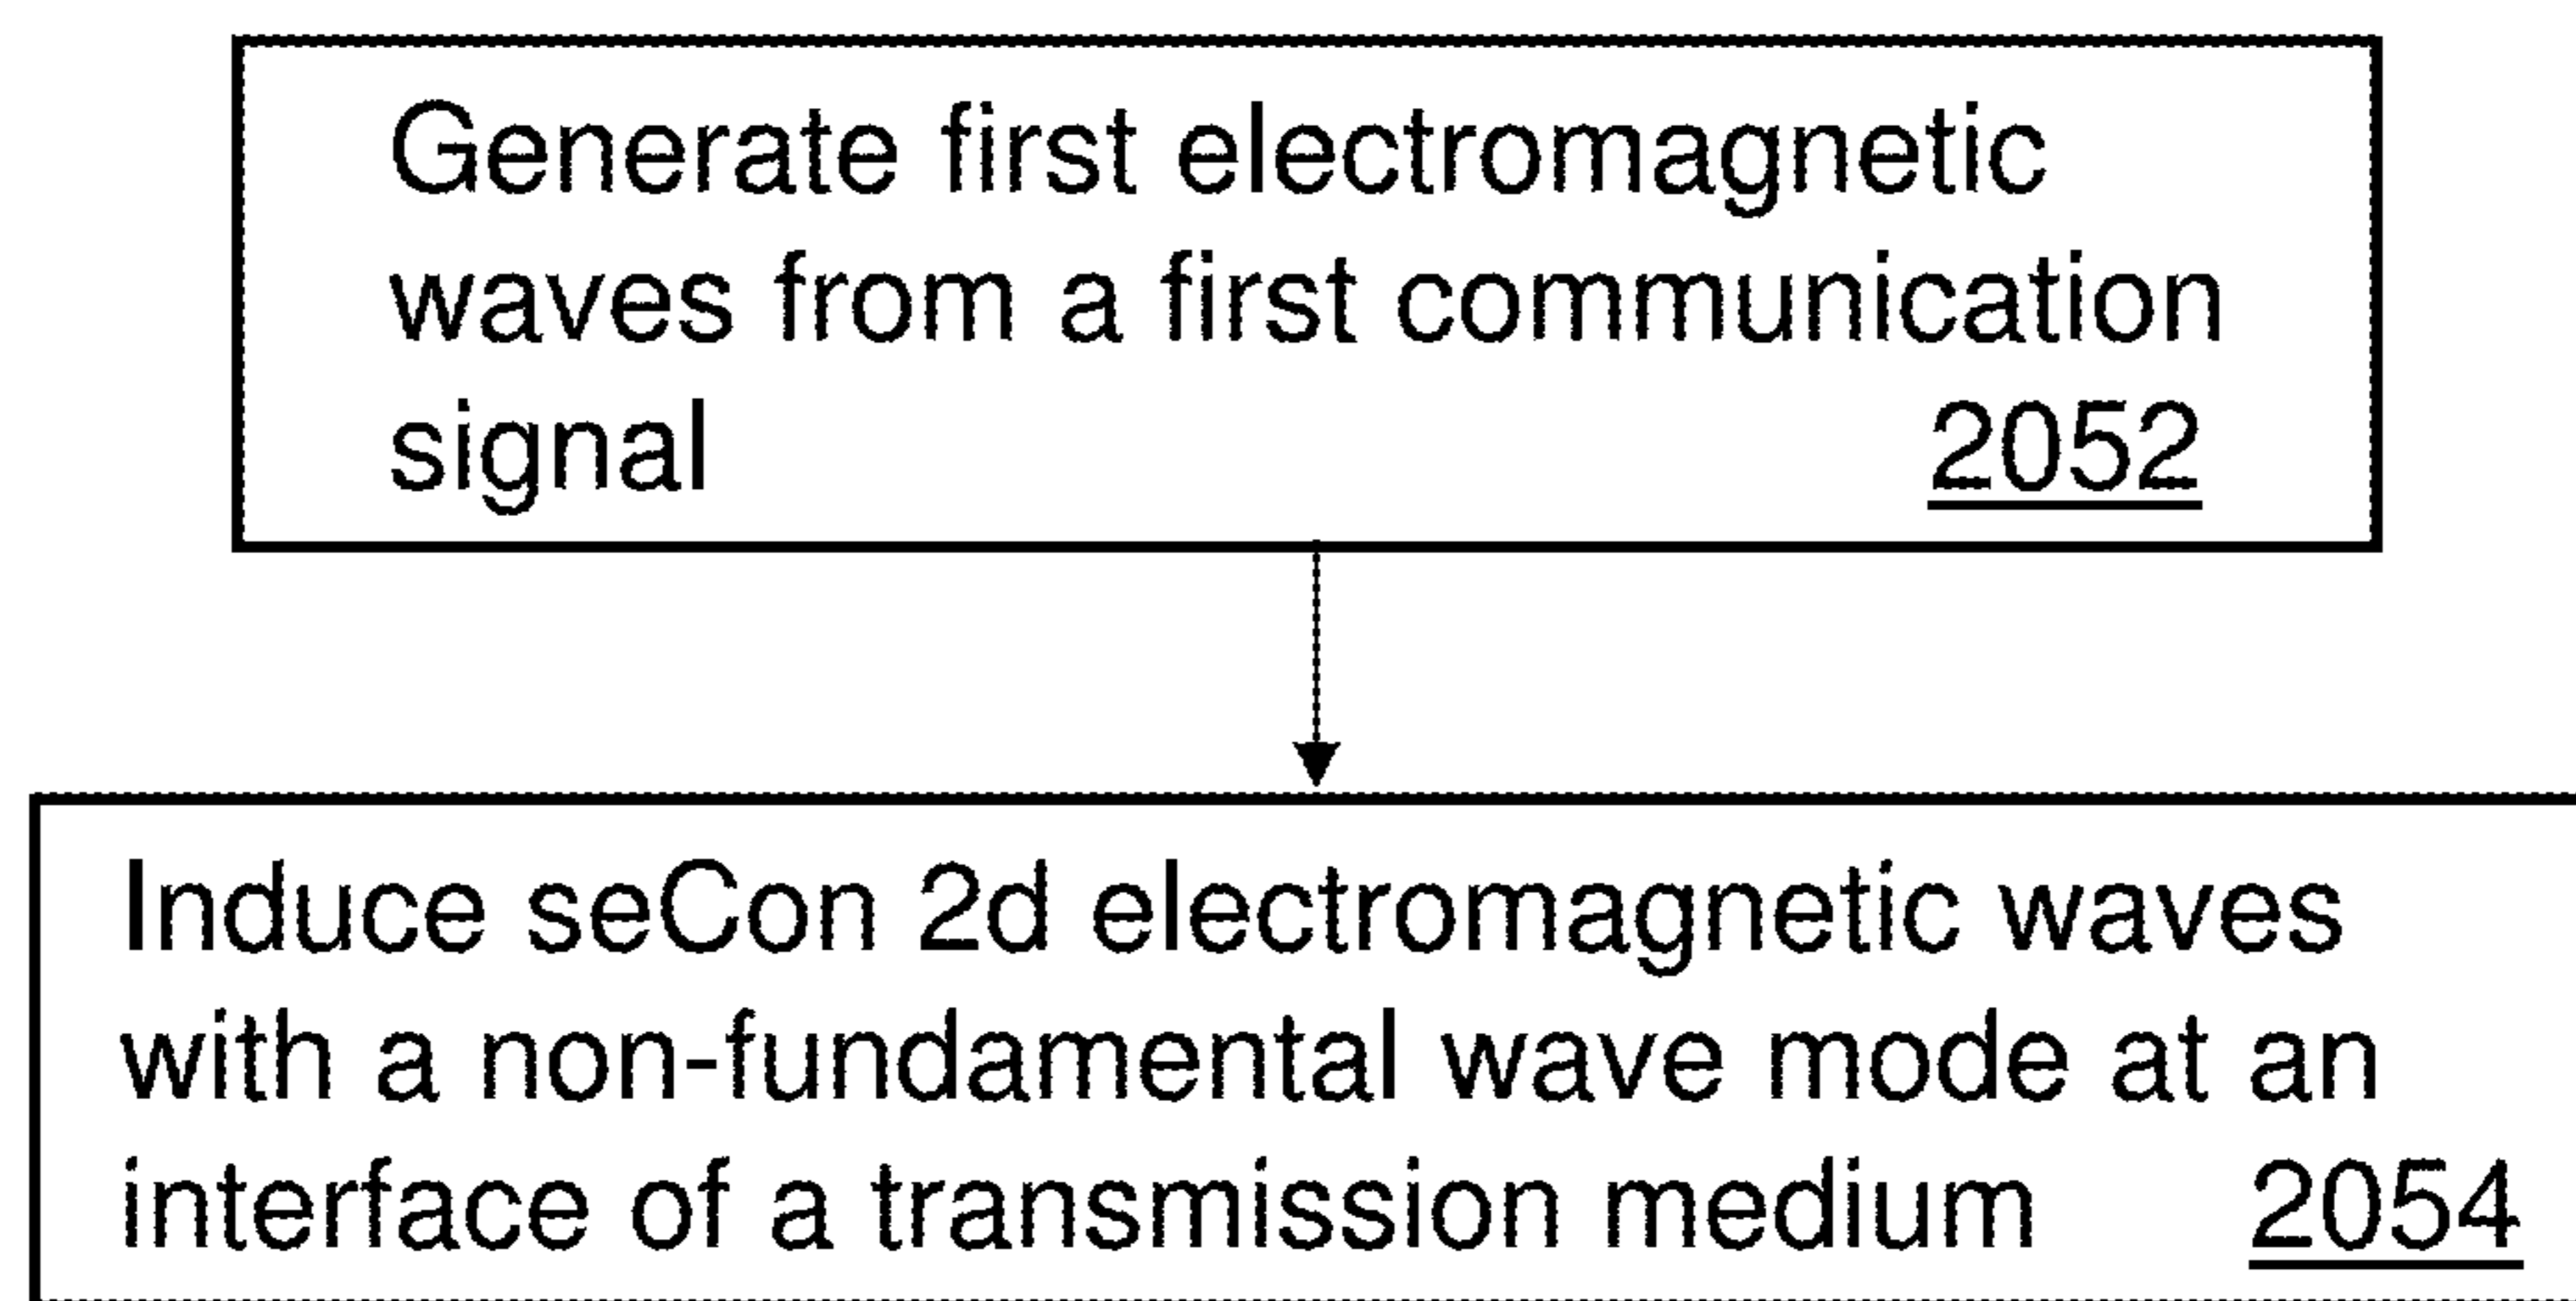 Generate first electromagnetic
waves from a first communication
signal 2052
Induce seCon 2d electromagnetic waves
with a non-fundamental wave mode at an
interface of a transmission medium 2054